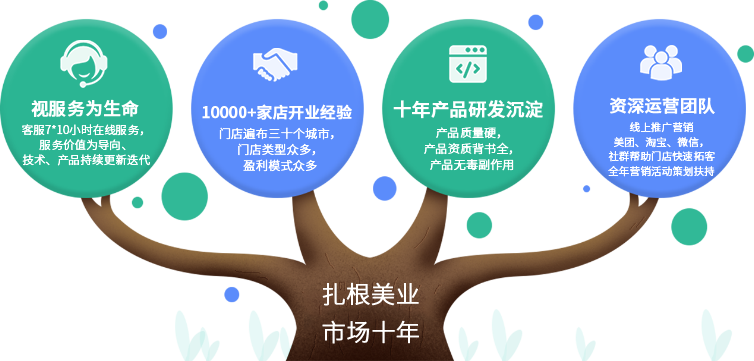 视服务为生命
客服7*10小时在线服务，
服务价值为导向、
技术、产品持续更新迭代
10000+家店开业经验
门店遍布三十个城市，
门店类型众多，
盈利模式众多
十年产品研发沉淀
产品质量硬，
产品资质背书全，
产品无毒副作用
资深运营团队
线上推广营销
美团、淘宝、微信，
社群帮助门店快速拓客
全年营销活动策划扶持
扎根美业
市场十年